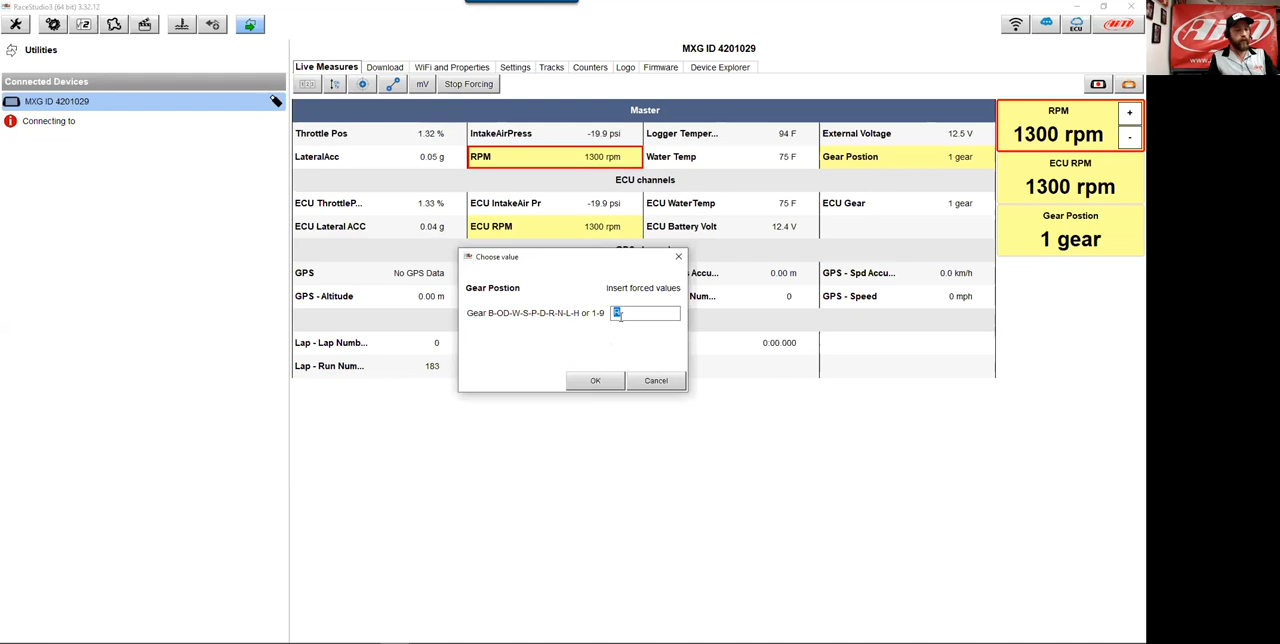 RaceStudio3 (64 bit) 3.32.12
ECU
AiM
Utilities
MXG ID 4201029
Live Measures Download WiFi and Properties Settings Tracks Counters Logo Firmware Device Explorer
Connected Devices
mV Stop Forcing
MXG ID 4201029
Connecting to
Master
Throttle Pos 1.32 % IntakeAirPress -19.9 psi Logger Temper... 94 F External Voltage 12.5 V
LateralAcc 0.05 g RPM 1300 rpm Water Temp 75 F Gear Postion 1 gear
ECU channels
ECU ThrottleP... 1.33 % ECU IntakeAir Pr -19.9 psi ECU WaterTemp 75 F ECU Gear 1 gear
ECU Lateral ACC 0.04 g ECU RPM 1300 rpm ECU Battery Volt 12.4 V
GPS No GPS Data s Accu... 0.00 m GPS - Spd Accu... 0.0 km/h
GPS - Altitude 0.00 m Num... 0 GPS - Speed 0 mph
Lap - Lap Numb... 0 0:00.000
Lap - Run Num... 183
RPM
1300 rpm
+
-
ECU RPM
1300 rpm
Gear Postion
1 gear
Choose value
Gear Postion Insert forced values
Gear B-OD-W-S-P-D-R-N-L-H or 1-9
OK Cancel